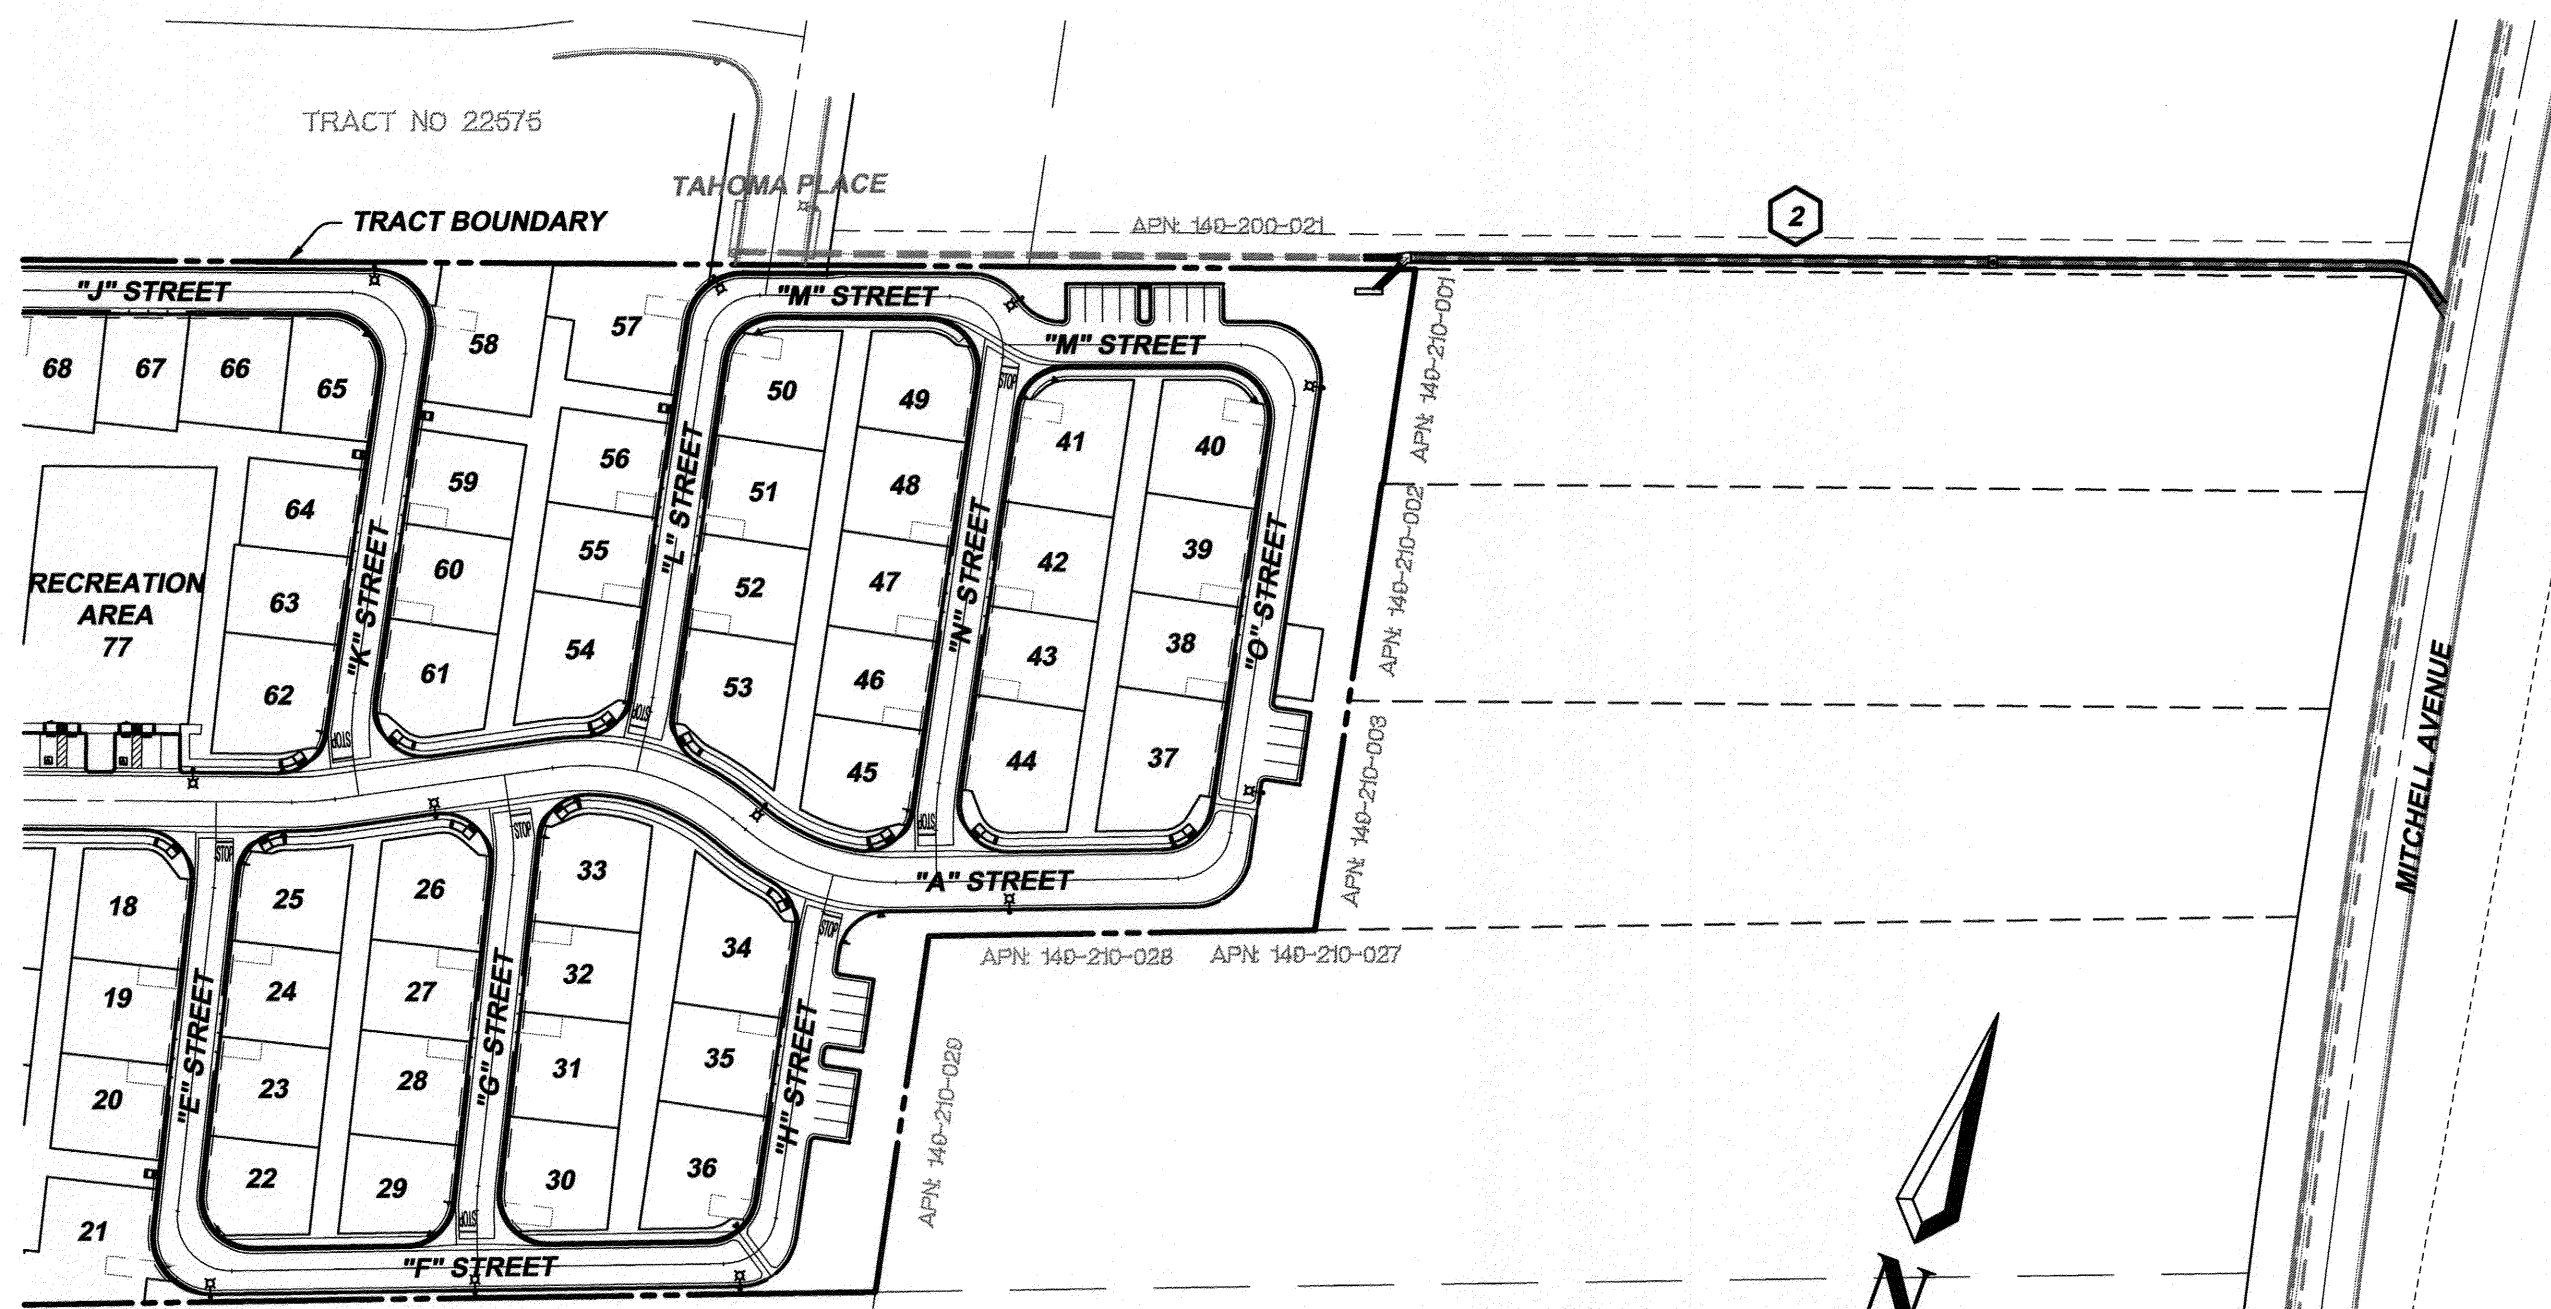 TRACT NO 22575
TAHOMA PLACE
TRACT BOUNDARY
APN: 140-200-021
2
"J" STREET
"M" STREET
"M" STREET
APN: 140-210-001
68
67
66
65
58
57
50
49
41
40
STOP
64
59
56
51
48
42
39
"K" STREET
"L" STREET
"N" STREET
"O" STREET
APN: 140-210-002
RECREATION
AREA
77
63
60
55
52
47
43
38
62
61
54
53
46
45
44
37
STOP
STOP
STOP
APN: 140-210-003
MITCHELL AVENUE
"A" STREET
APN: 140-210-028
APN: 140-210-027
18
25
26
33
34
STOP
STOP
STOP
19
24
27
32
35
"E" STREET
"G" STREET
"H" STREET
APN: 140-210-029
20
23
28
31
36
21
22
29
30
STOP
"F" STREET
N